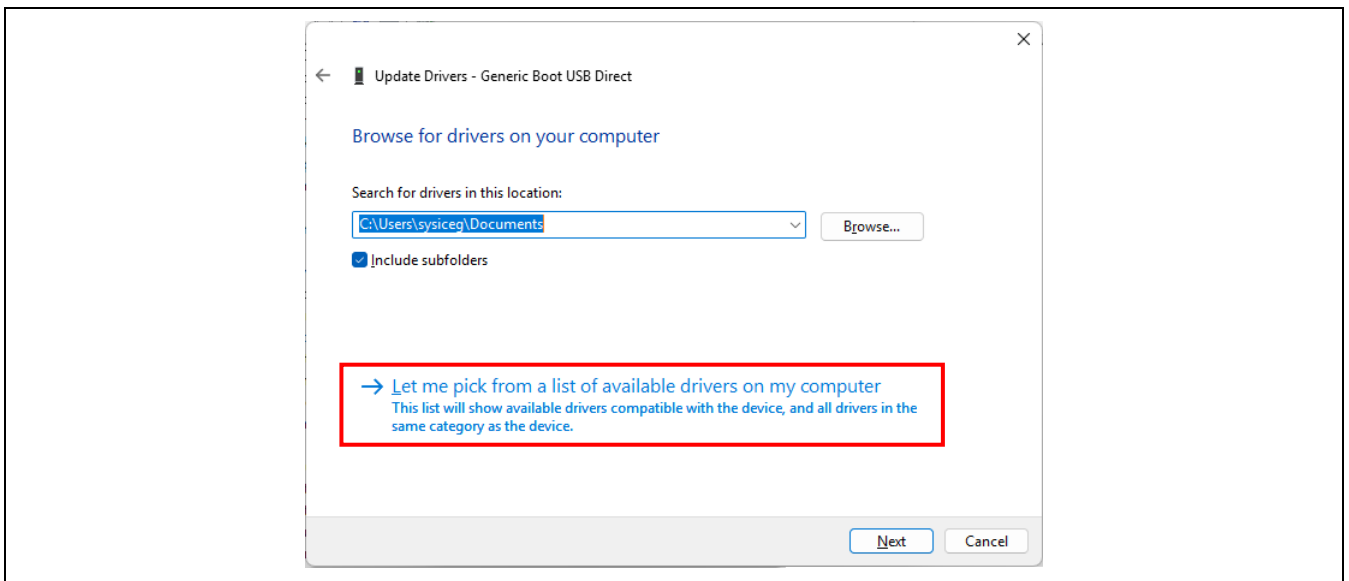 Update Drivers - Generic Boot USB Direct
Browse for drivers on your computer
Search for drivers in this location:
C:\Users\sysiceg\Documents
Browse...
Include subfolders
Let me pick from a list of available drivers on my computer
This list will show available drivers compatible with the device, and all drivers in the
same category as the device.
Next
Cancel